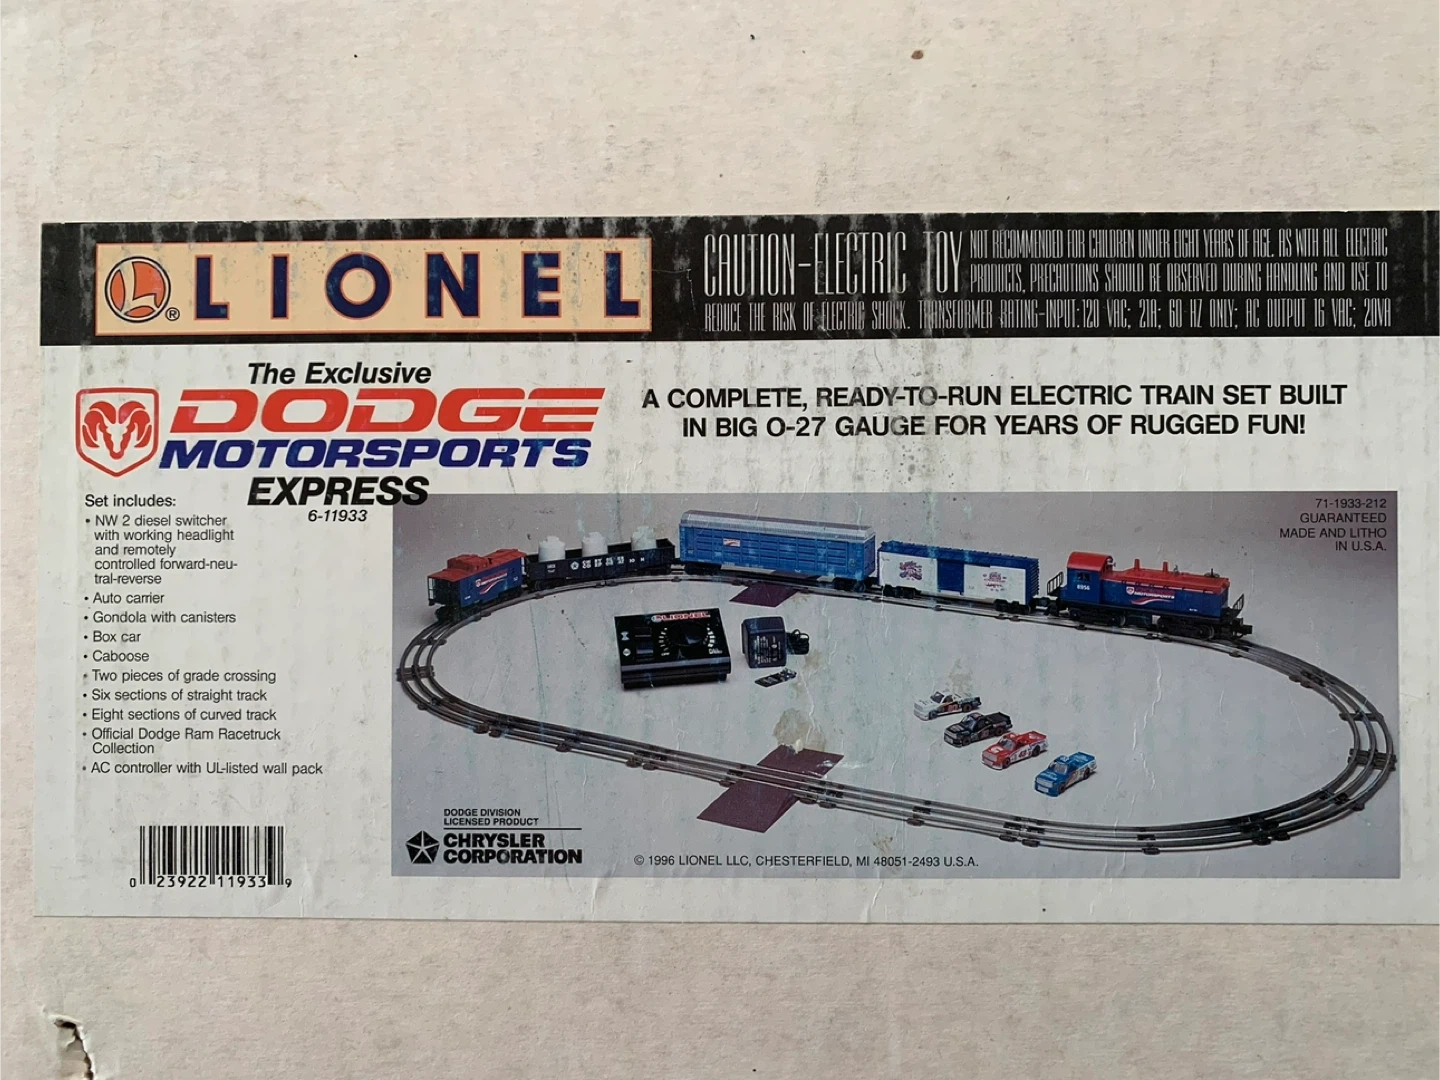 LIONEL
CAUTION-ELECTRIC TOY NOT RECOMMENDED FOR CHILDREN UNDER EIGHT YEARS OF AGE. AS WITH ALL ELECTRIC
PRODUCTS, PRECAUTIONS SHOULD BE OBSERVED DURING HANDLING AND USE TO
REDUCE THE RISK OF ELECTRIC SHOCK. TRANSFORMER RATING-INPUT: 120 VAC; 21A; 60 HZ ONLY; AC OUTPUT 16 VAC; 20VA
The Exclusive
DODGE
MOTORSPORTS
EXPRESS
6-11933
A COMPLETE, READY-TO-RUN ELECTRIC TRAIN SET BUILT
IN BIG O-27 GAUGE FOR YEARS OF RUGGED FUN!
Set includes:
• NW 2 diesel switcher
with working headlight
and remotely
controlled forward-neu-
tral-reverse
• Auto carrier
• Gondola with canisters
• Box car
• Caboose
• Two pieces of grade crossing
• Six sections of straight track
• Eight sections of curved track
• Official Dodge Ram Racetruck
Collection
• AC controller with UL-listed wall pack
0 23922 11933 9
71-1933-212
GUARANTEED
MADE AND LITHO
IN U.S.A.
8956
MOTORSPORTS
LIONEL
DODGE DIVISION
LICENSED PRODUCT
CHRYSLER
CORPORATION
© 1996 LIONEL LLC, CHESTERFIELD, MI 48051-2493 U.S.A.